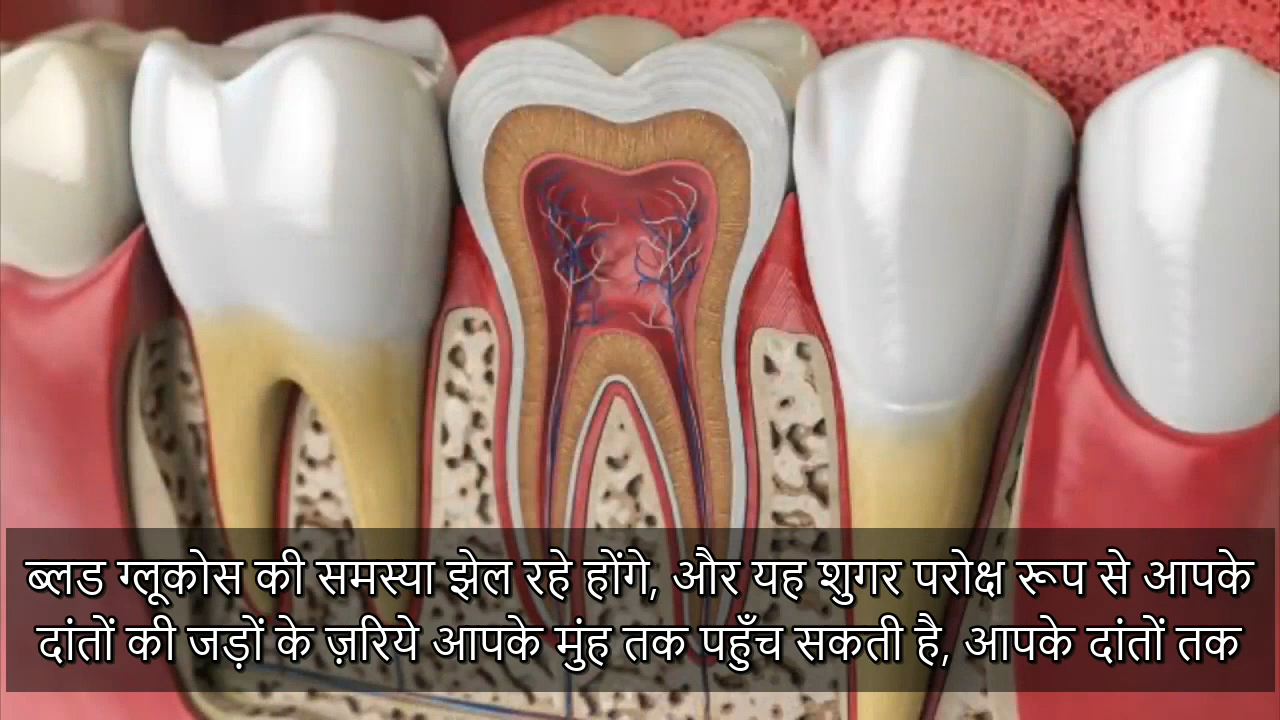 ब्लड ग्लूकोस की समस्या झेल रहे होंगे, और यह शुगर परोक्ष रूप से आपके
दांतों की जड़ों के ज़रिये आपके मुंह तक पहुँच सकती है, आपके दांतों तक